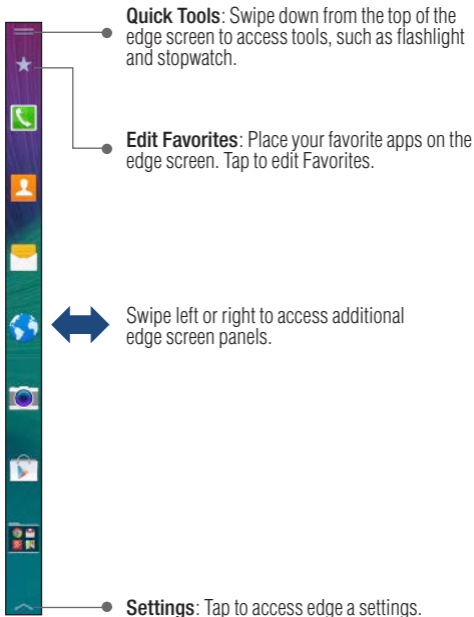 Quick Tools: Swipe down from the top of the
edge screen to access tools, such as flashlight
and stopwatch.
Edit Favorites: Place your favorite apps on the
edge screen. Tap to edit Favorites.
Swipe left or right to access additional
edge screen panels.
Settings: Tap to access edge a settings.